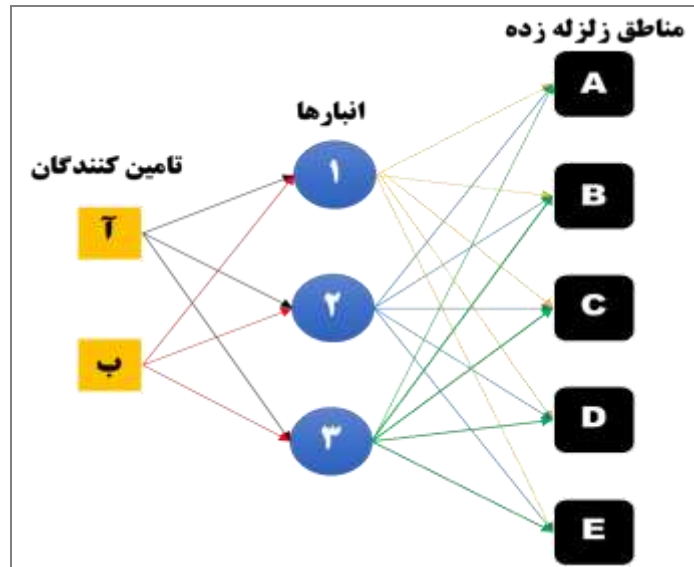 مناطق زلزله زده
انبارها
تامین کنندگان
آ
ب
۱
۲
۳
A
B
C
D
E